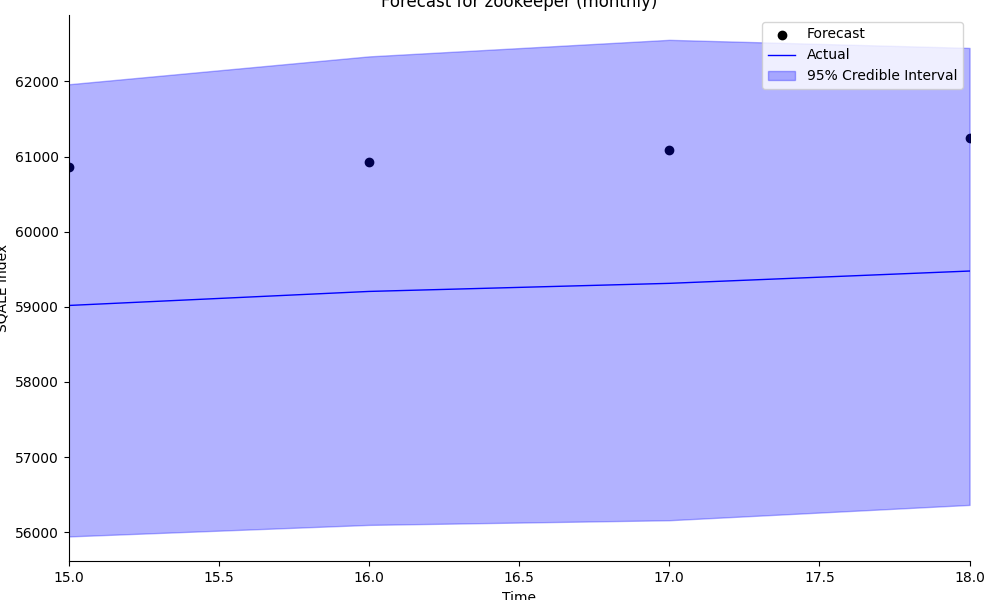 Forecast for zookeeper (monthly)
Forecast
Actual
95% Credible Interval
62000
61000
60000
59000
58000
57000
56000
SQALE Index
15.0
15.5
16.0
16.5
17.0
17.5
18.0
Time